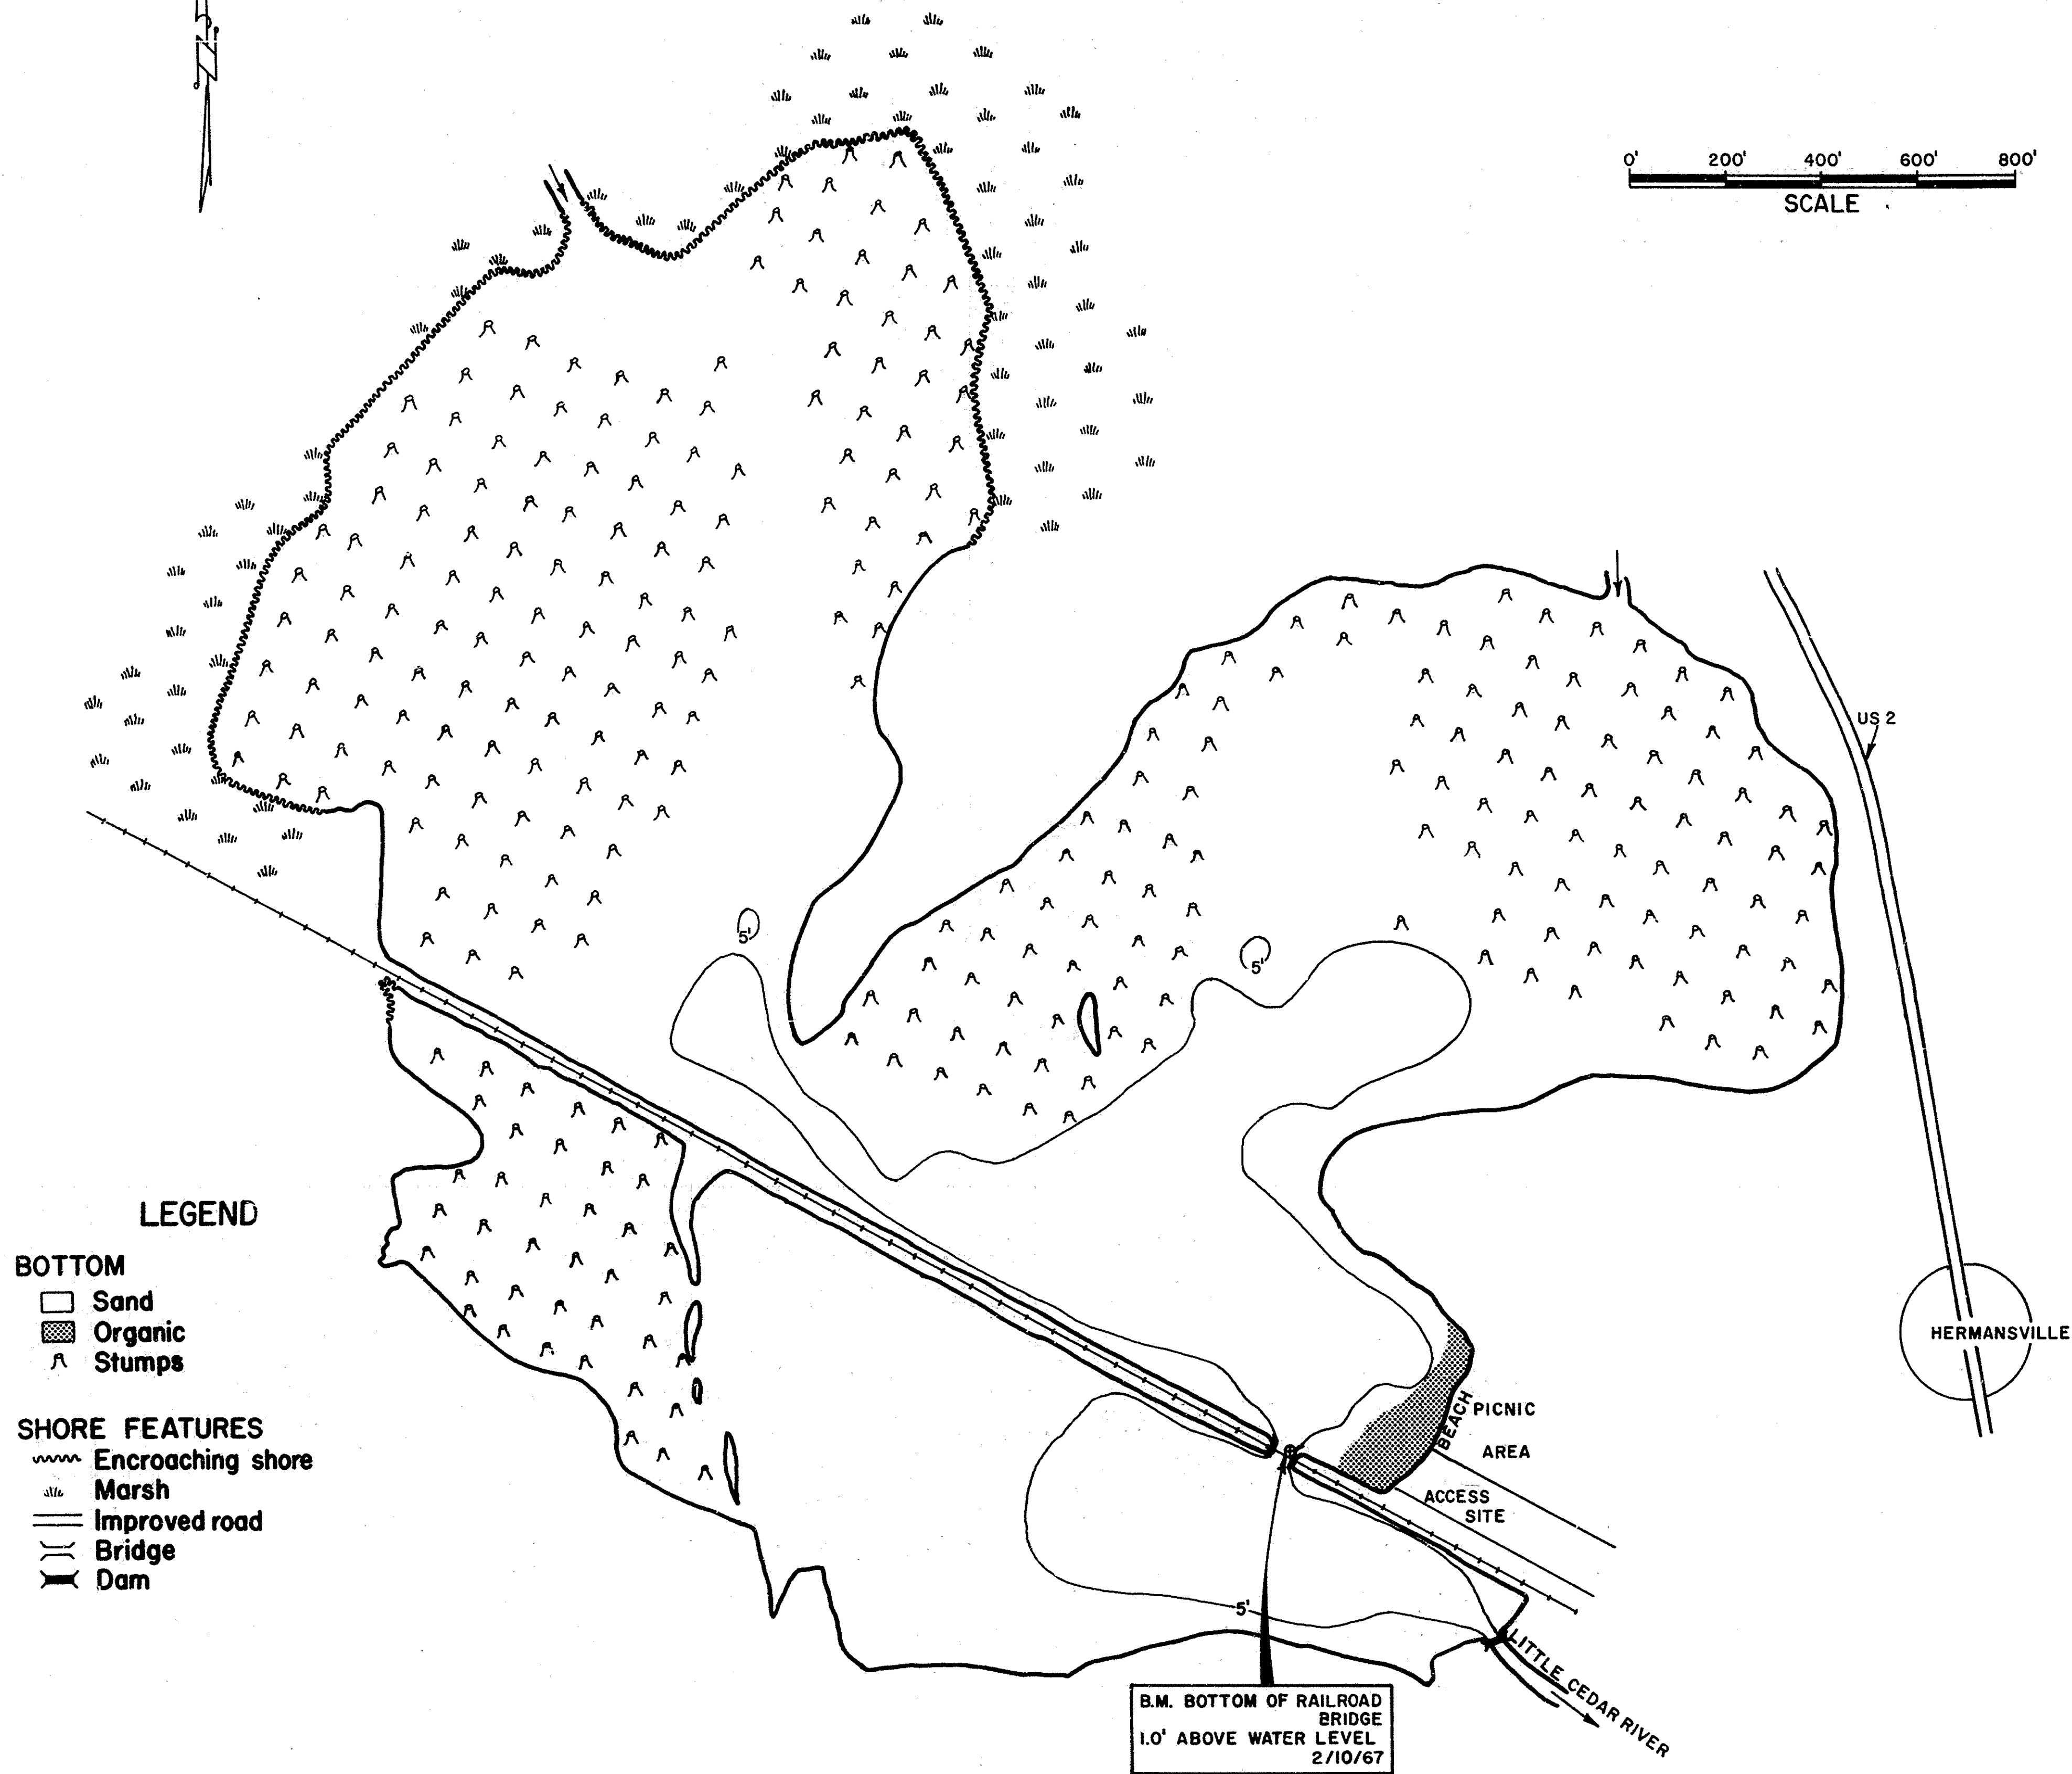 N
0' 200' 400' 600' 800'
SCALE
US 2
5'
5'
LEGEND
BOTTOM
Sand
Organic
Stumps
SHORE FEATURES
Encroaching shore
Marsh
Improved road
Bridge
Dam
HERMANSVILLE
BEACH
PICNIC
AREA
ACCESS
SITE
5'
LITTLE CEDAR RIVER
B.M. BOTTOM OF RAILROAD
BRIDGE
1.0' ABOVE WATER LEVEL
2/10/67